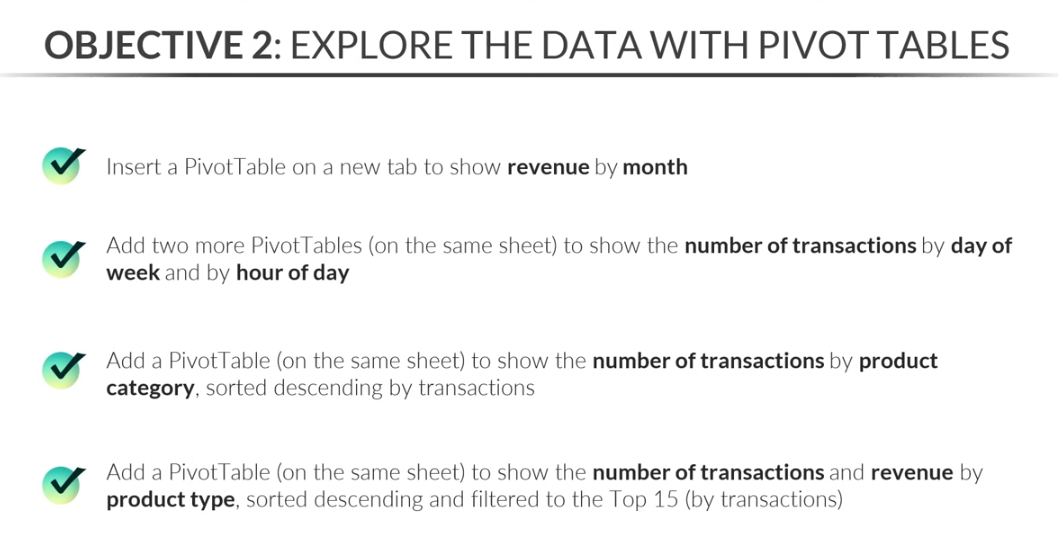 OBJECTIVE 2: EXPLORE THE DATA WITH PIVOT TABLES
Insert a PivotTable on a new tab to show revenue by month
Add two more PivotTables (on the same sheet) to show the number of transactions by day of
week and by hour of day
Add a PivotTable (on the same sheet) to show the number of transactions by product
category, sorted descending by transactions
Add a PivotTable (on the same sheet) to show the number of transactions and revenue by
product type, sorted descending and filtered to the Top 15 (by transactions)